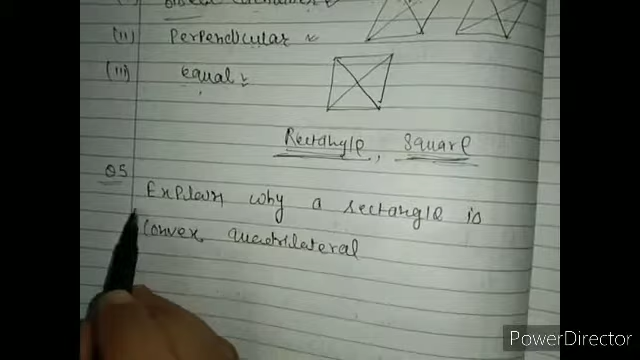 (ii) Perpendicular
(iii) equal
Rectangle, Square
Q5
Explain why a rectangle is
convex quadrilateral
PowerDirector